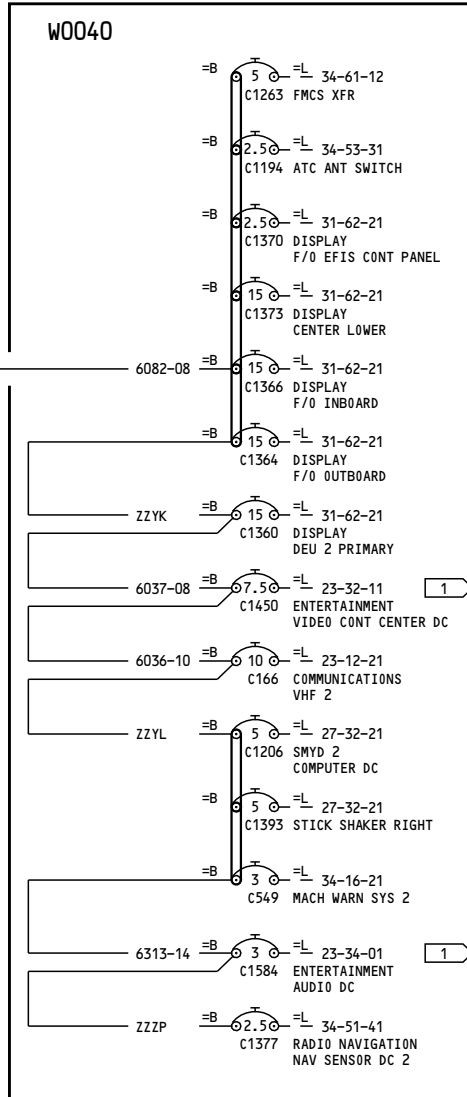 W0040
=B 5 =L 34-61-12
C1263 FMCS XFR
=B 2.5 =L 34-53-31
C1194 ATC ANT SWITCH
=B 2.5 =L 31-62-21
C1370 DISPLAY
F/O EFIS CONT PANEL
=B 15 =L 31-62-21
C1373 DISPLAY
CENTER LOWER
6082-08 =B 15 =L 31-62-21
C1366 DISPLAY
F/O INBOARD
=B 15 =L 31-62-21
C1364 DISPLAY
F/O OUTBOARD
ZZYK =B 15 =L 31-62-21
C1360 DISPLAY
DEU 2 PRIMARY
6037-08 =B 7.5 =L 23-32-11 1
C1450 ENTERTAINMENT
VIDEO CONT CENTER DC
6036-10 =B 10 =L 23-12-21
C166 COMMUNICATIONS
VHF 2
ZZYL =B 5 =L 27-32-21
C1206 SMYD 2
COMPUTER DC
=B 5 =L 27-32-21
C1393 STICK SHAKER RIGHT
=B 3 =L 34-16-21
C549 MACH WARN SYS 2
6313-14 =B 3 =L 23-34-01 1
C1584 ENTERTAINMENT
AUDIO DC
ZZZP =B 2.5 =L 34-51-41
C1377 RADIO NAVIGATION
NAV SENSOR DC 2